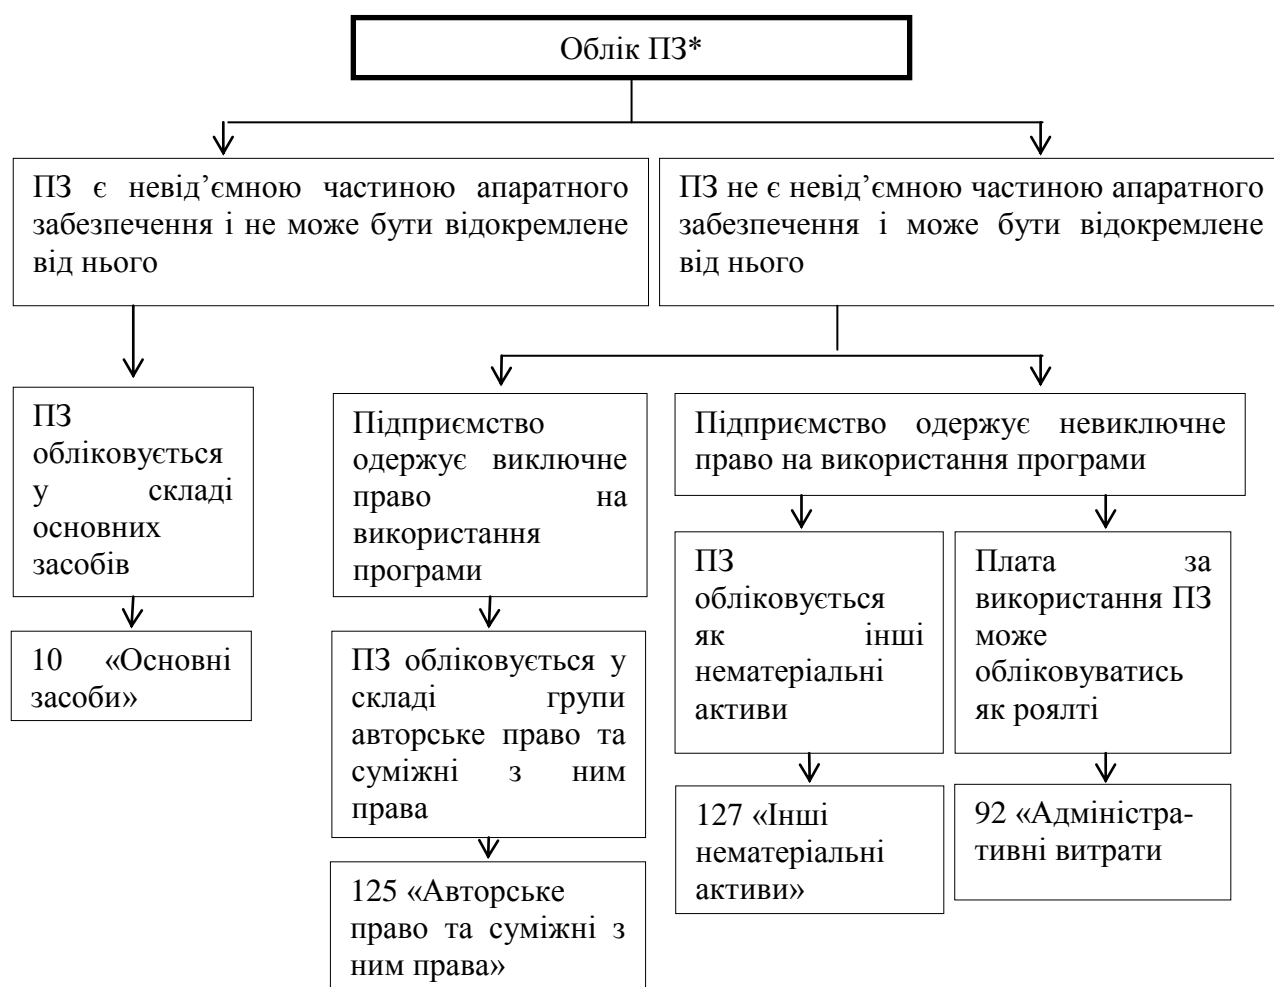 Облік ПЗ*
ПЗ є невід’ємною частиною апаратного
забезпечення і не може бути відокремлене
від нього
ПЗ не є невід’ємною частиною апаратного
забезпечення і може бути відокремлене
від нього
ПЗ
обліковується
у складі
основних
засобів
Підприємство
одержує виключне
право на
використання
програми
Підприємство одержує невиключне
право на використання програми
ПЗ
обліковується
як інші
нематеріальні
активи
Плата за
використання ПЗ
може
обліковуватись
як роялті
10 «Основні
засоби»
ПЗ обліковується у
складі групи
авторське право та
суміжні з ним
права
127 «Інші
нематеріальні
активи»
92 «Адміністра-
тивні витрати
125 «Авторське
право та суміжні з
ним права»